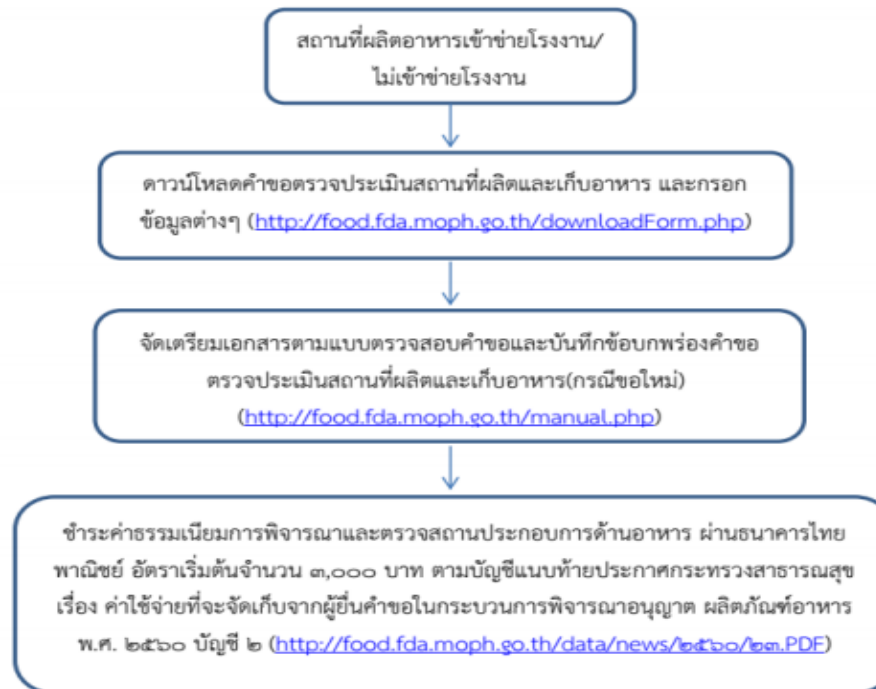 สถานที่ผลิตอาหารเข้าข่ายโรงงาน/
ไม่เข้าข่ายโรงงาน
ดาวน์โหลดคำขอตรวจประเมินสถานที่ผลิตและเก็บอาหาร และกรอก
ข้อมูลต่างๆ (http://food.fda.moph.go.th/downloadForm.php)
จัดเตรียมเอกสารตามแบบตรวจสอบคำขอและบันทึกข้อบกพร่องคำขอ
ตรวจประเมินสถานที่ผลิตและเก็บอาหาร(กรณีขอใหม่)
(http://food.fda.moph.go.th/manual.php)
ชำระค่าธรรมเนียมการพิจารณาและตรวจสถานประกอบการด้านอาหาร ผ่านธนาคารไทย
พาณิชย์ อัตราเริ่มต้นจำนวน ๓,๐๐๐ บาท ตามบัญชีแนบท้ายประกาศกระทรวงสาธารณสุข
เรื่อง ค่าใช้จ่ายที่จะจัดเก็บจากผู้ยื่นคำขอในกระบวนการพิจารณาอนุญาต ผลิตภัณฑ์อาหาร
พ.ศ. ๒๕๖๐ บัญชี ๒ (http://food.fda.moph.go.th/data/news/๒๕๖๐/๒๓.PDF)